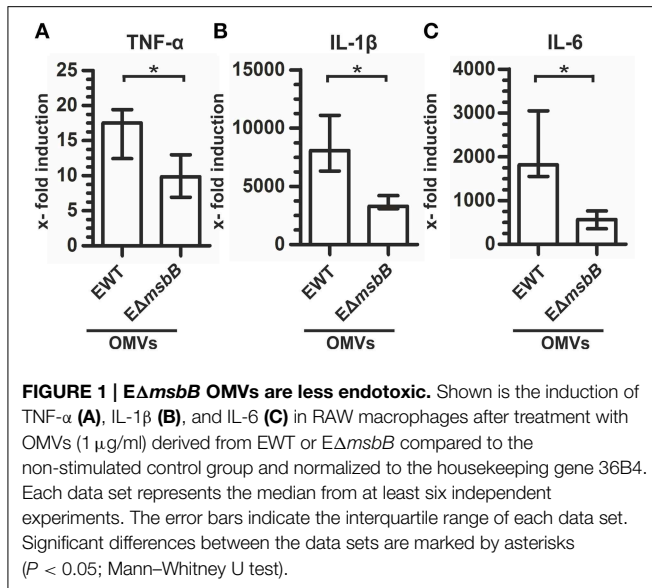 A
TNF-α
x- fold induction
25
20
15
10
5
0
*
EWT
EΔmsbB
OMVs
B
IL-1β
x- fold induction
15000
10000
5000
0
*
EWT
EΔmsbB
OMVs
C
IL-6
x- fold induction
4000
3000
2000
1000
0
*
EWT
EΔmsbB
OMVs
FIGURE 1 | EΔmsbB OMVs are less endotoxic. Shown is the induction of
TNF-α (A), IL-1β (B), and IL-6 (C) in RAW macrophages after treatment with
OMVs (1 μg/ml) derived from EWT or EΔmsbB compared to the
non-stimulated control group and normalized to the housekeeping gene 36B4.
Each data set represents the median from at least six independent
experiments. The error bars indicate the interquartile range of each data set.
Significant differences between the data sets are marked by asterisks
(P < 0.05; Mann–Whitney U test).